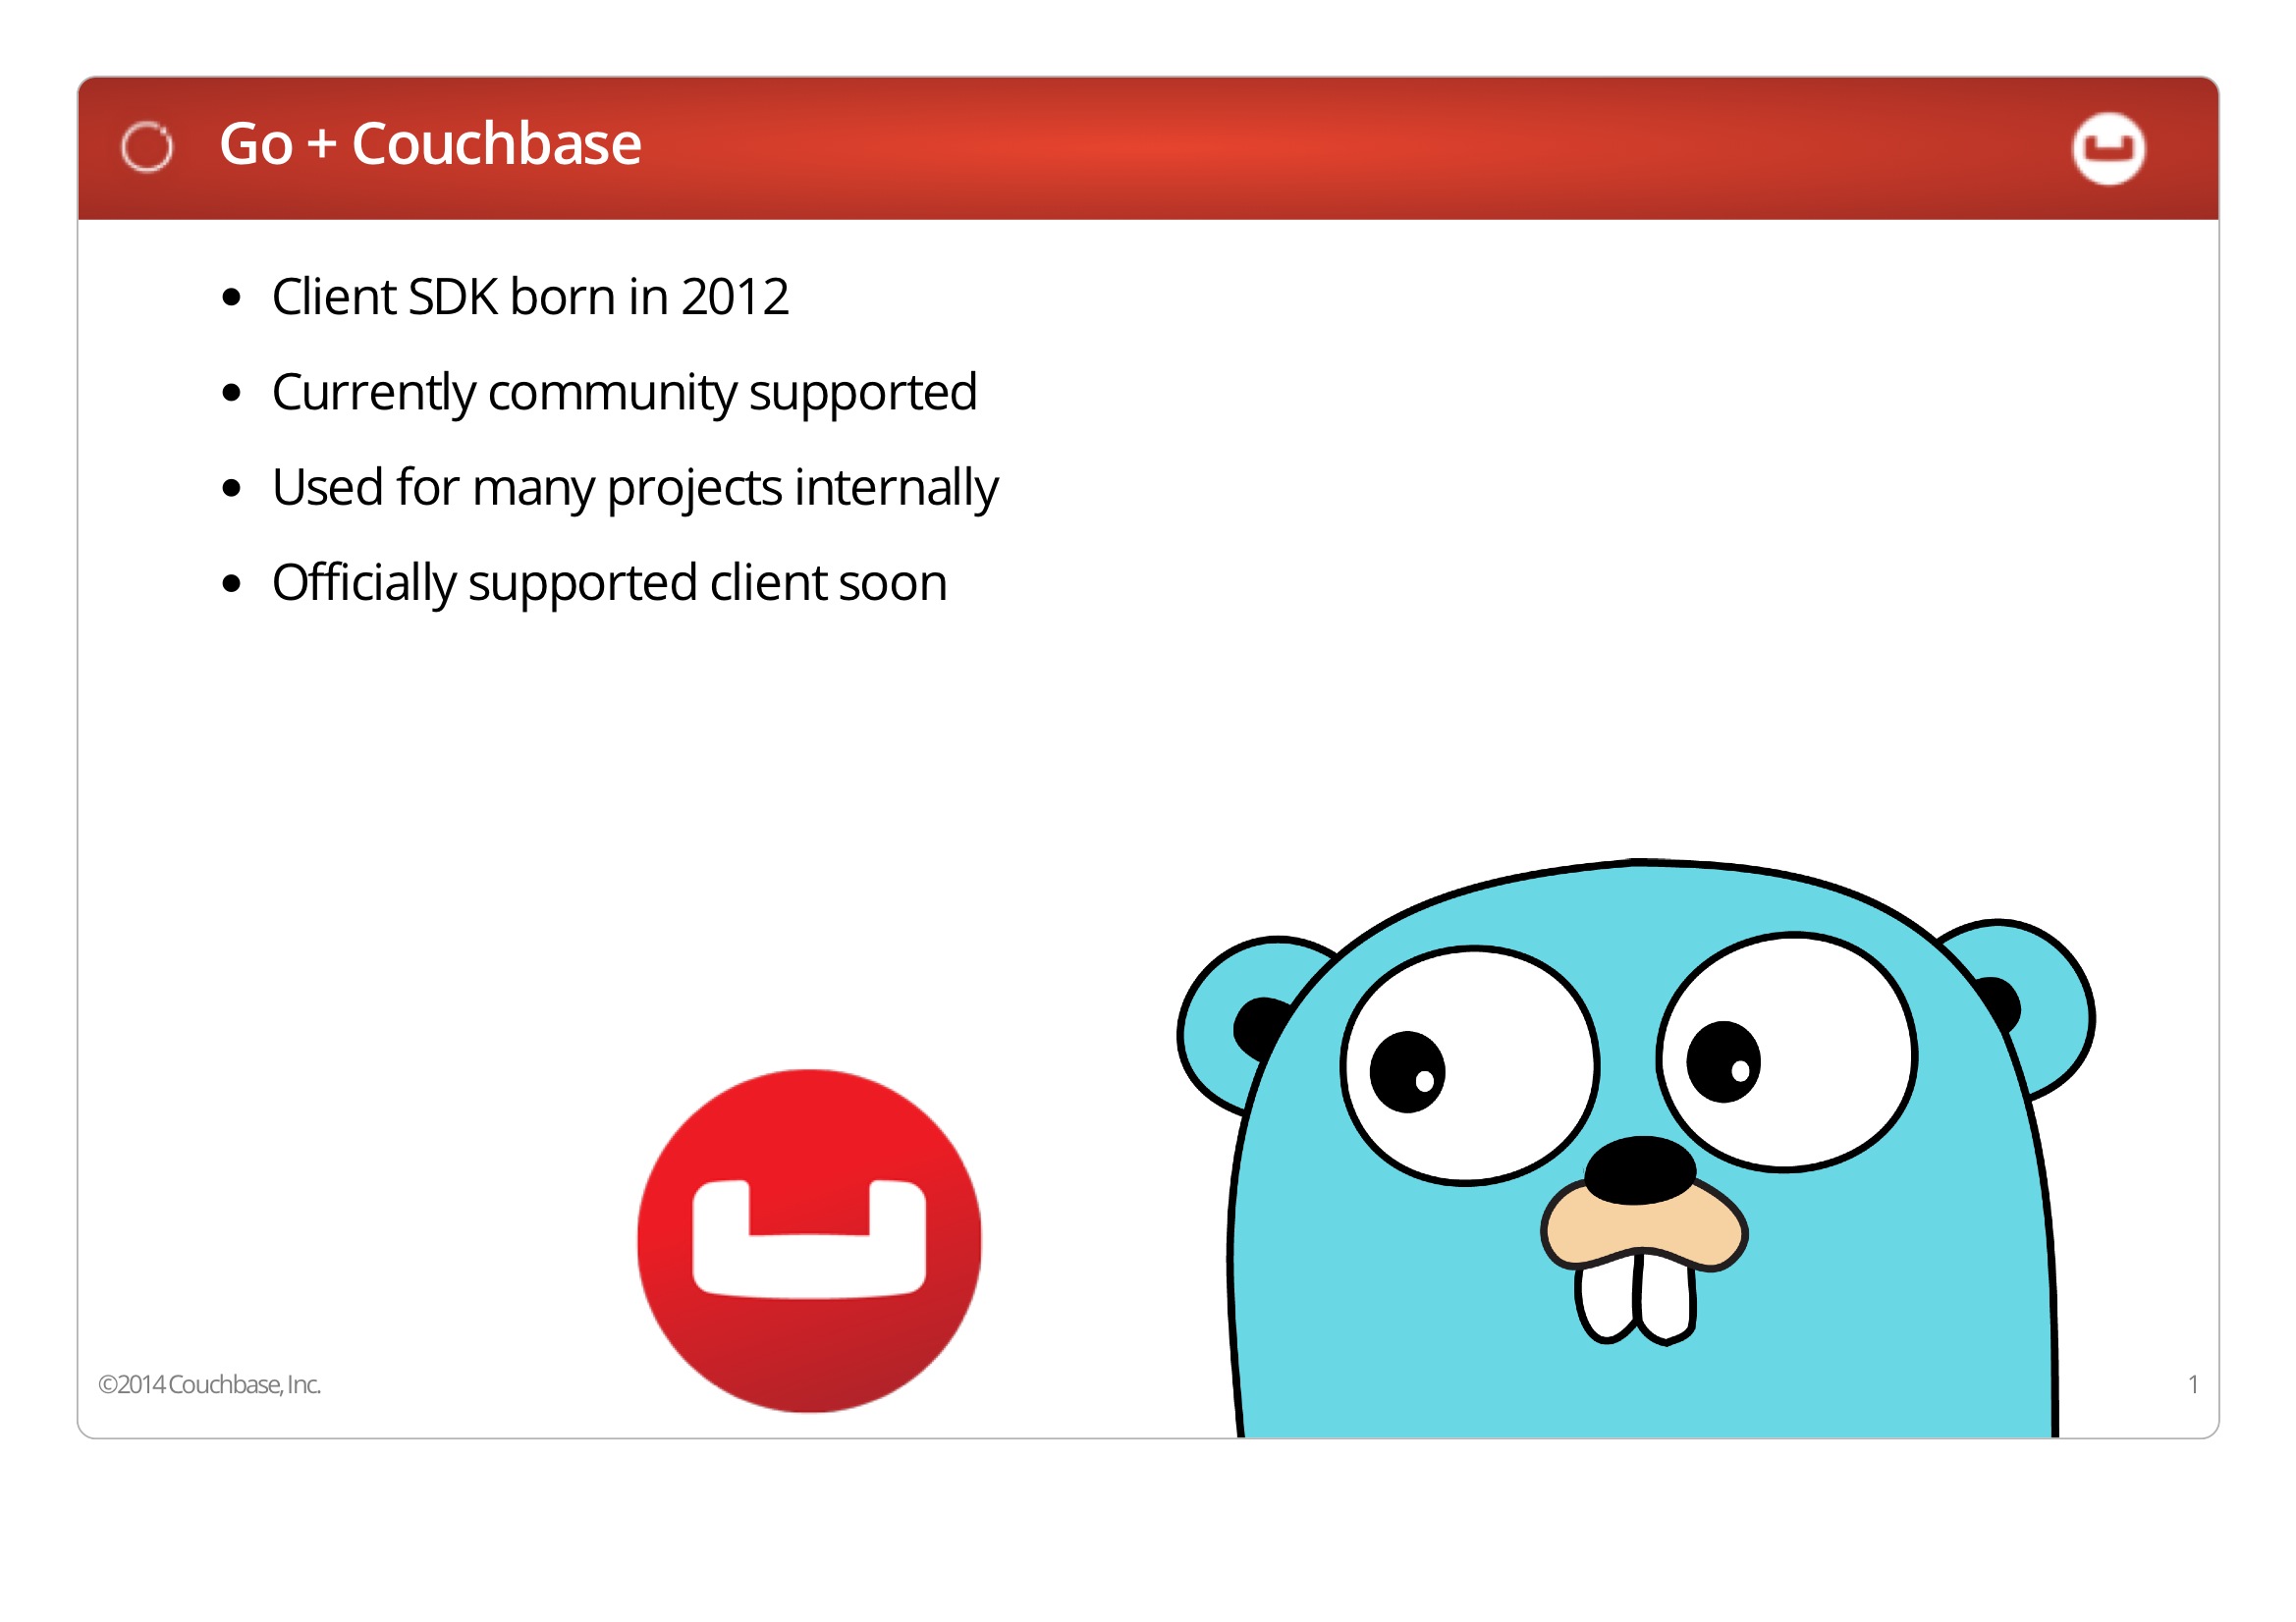 Go + Couchbase
• Client SDK born in 2012
• Currently community supported
• Used for many projects internally
• Officially supported client soon
©2014 Couchbase, Inc.
1